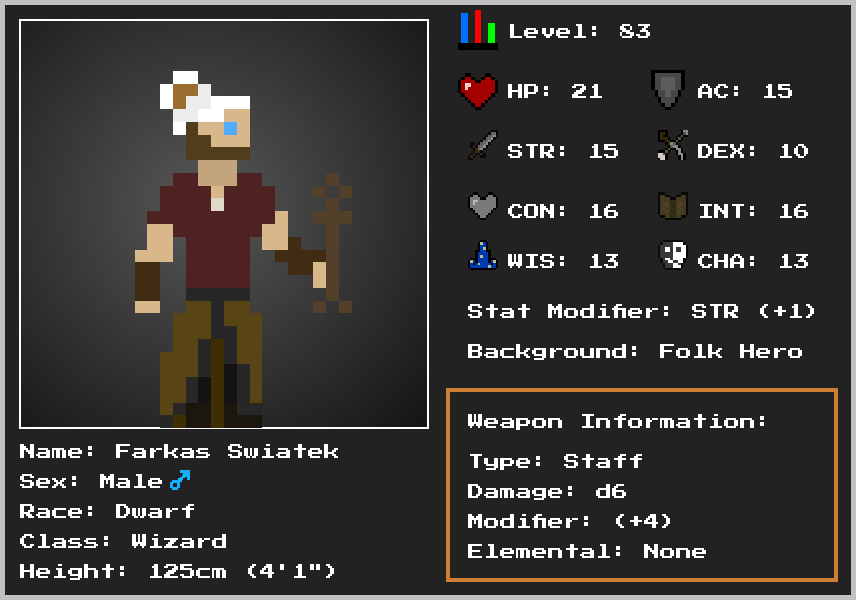 Level: 83
HP: 21 AC: 15
STR: 15 DEX: 10
CON: 16 INT: 16
WIS: 13 CHA: 13
Stat Modifier: STR (+1)
Background: Folk Hero
Weapon Information:
Type: Staff
Damage: d6
Modifier: (+4)
Elemental: None
Name: Farkas Swiatek
Sex: Male ♂
Race: Dwarf
Class: Wizard
Height: 125cm (4'1")